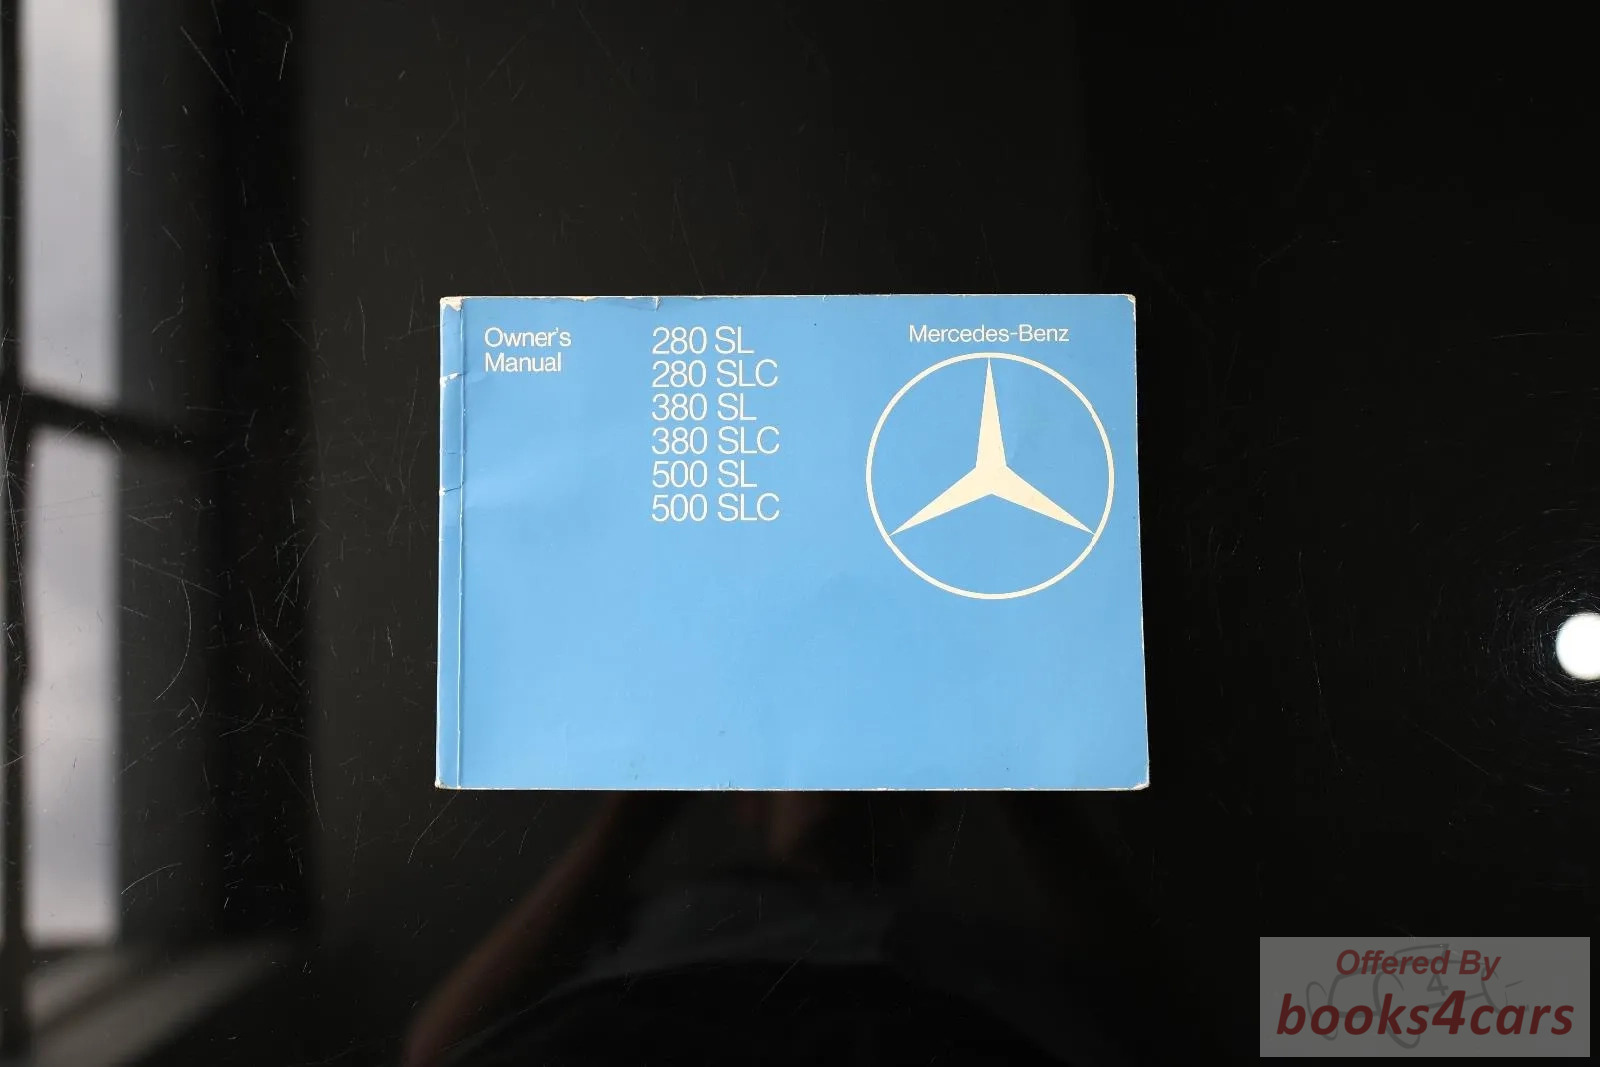 Owner's
Manual
280 SL
280 SLC
380 SL
380 SLC
500 SL
500 SLC
Mercedes-Benz
Offered By
4
books4cars